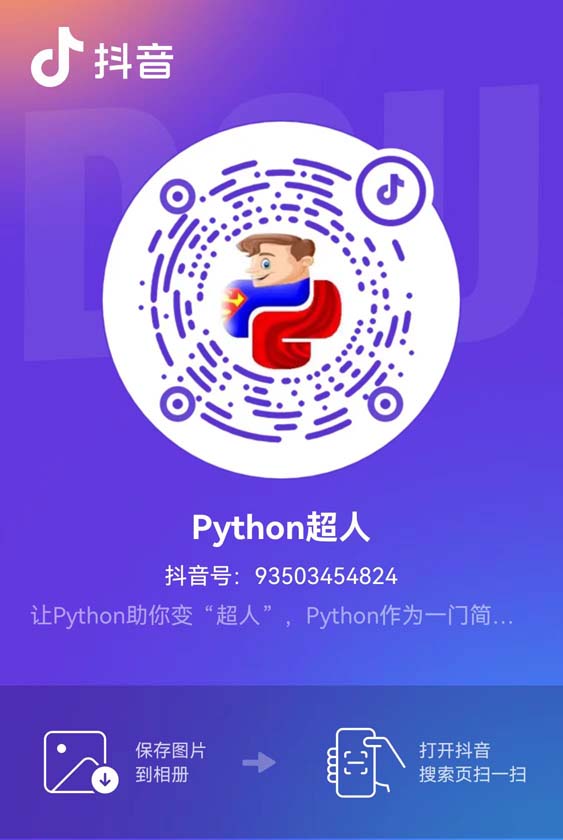 抖音
DOU
Python超人
抖音号：93503454824
让Python助你变“超人”，Python作为一门简...
保存图片
到相册
打开抖音
搜索页扫一扫